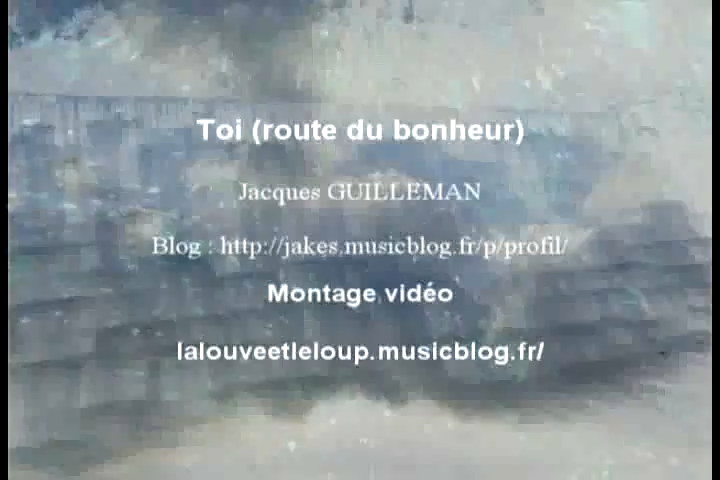 Toi (route du bonheur)
Jacques GUILLEMAN
Blog : http://jakes.musicblog.fr/p/profil/
Montage vidéo
lalouveetleloup.musicblog.fr/